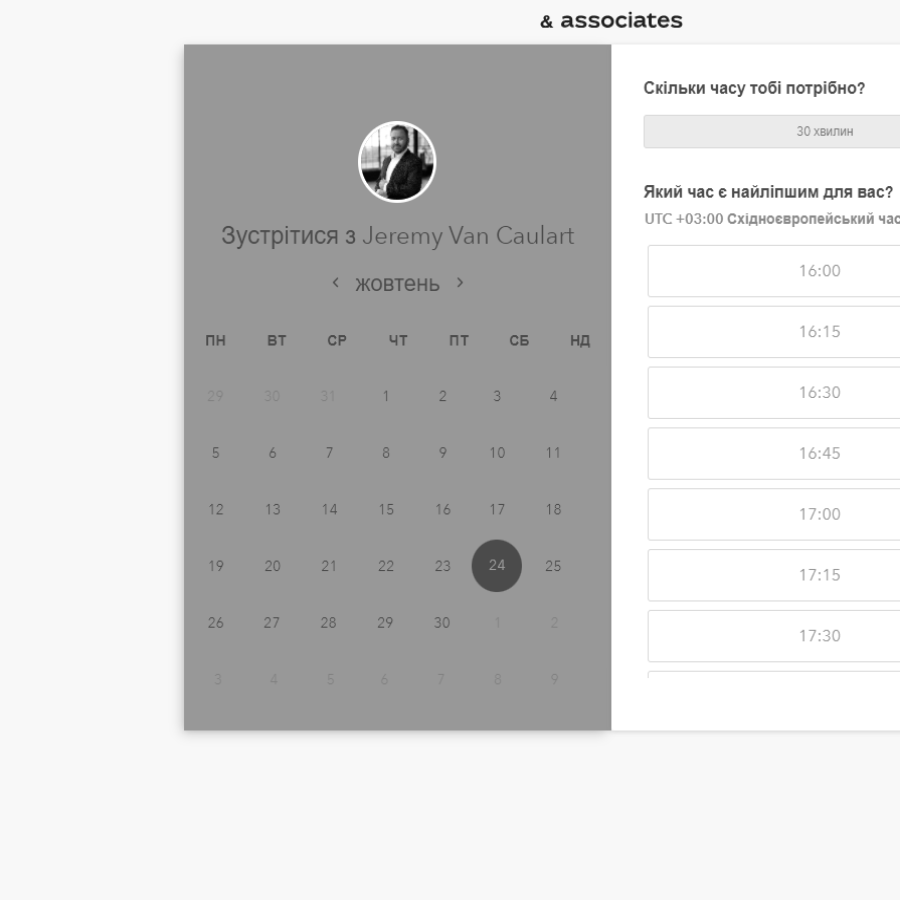 & associates
Зустрітися з Jeremy Van Caulart
‹ жовтень ›
ПН ВТ СР ЧТ ПТ СБ НД
29 30 31 1 2 3 4
5 6 7 8 9 10 11
12 13 14 15 16 17 18
19 20 21 22 23 24 25
26 27 28 29 30 1 2
3 4 5 6 7 8 9
Скільки часу тобі потрібно?
30 хвилин
Який час є найліпшим для вас?
UTC +03:00 Східноєвропейський час
16:00
16:15
16:30
16:45
17:00
17:15
17:30